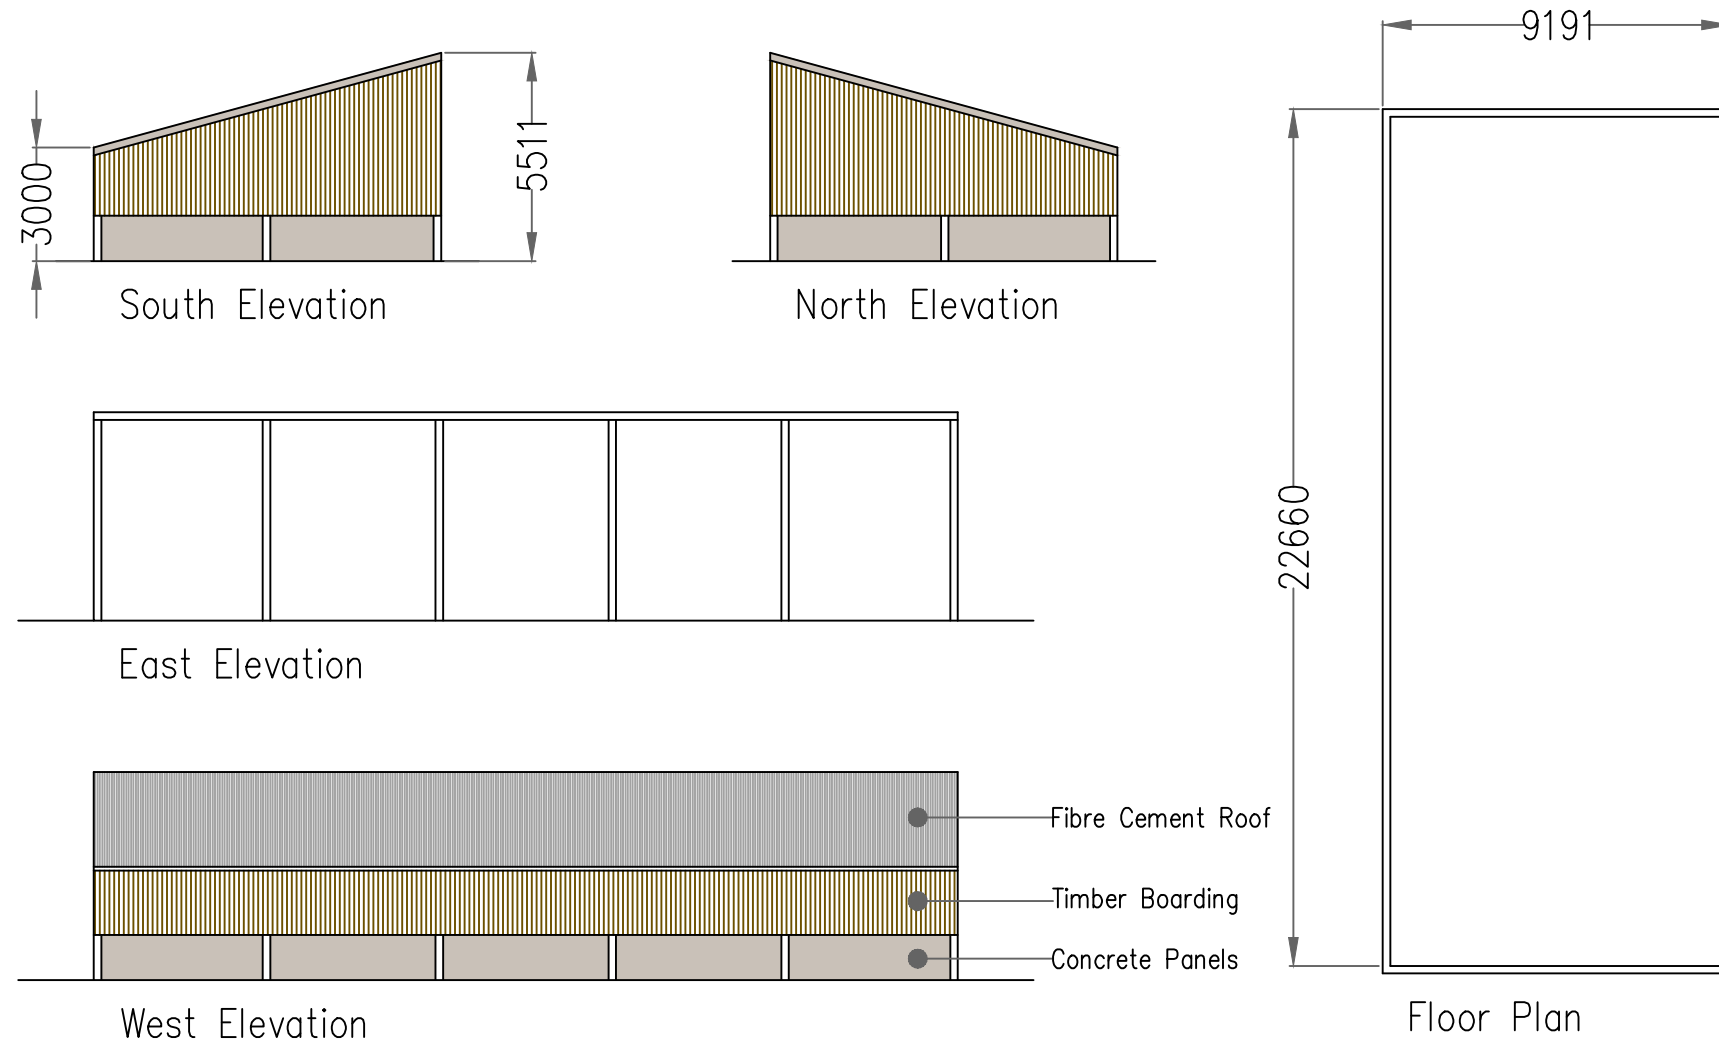 9191
3000
5511
South Elevation
North Elevation
22660
East Elevation
Fibre Cement Roof
Timber Boarding
Concrete Panels
West Elevation
Floor Plan